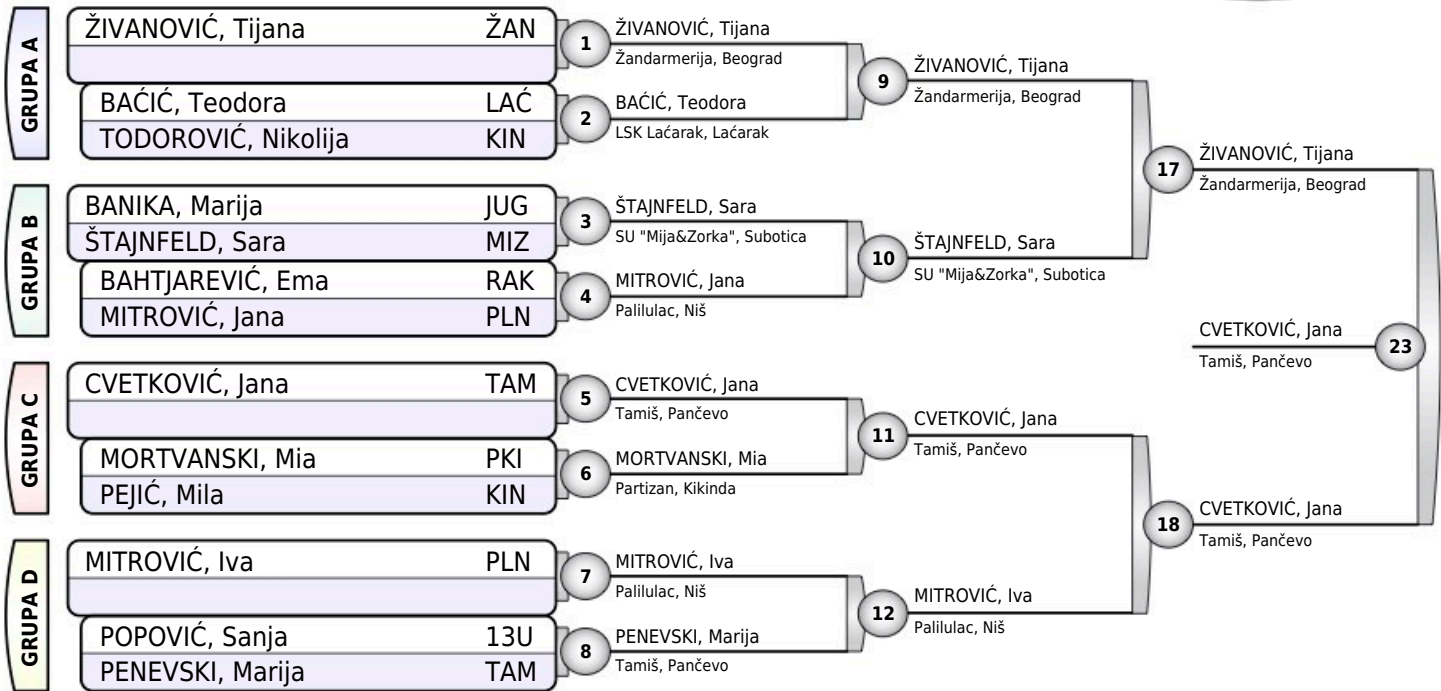 GRUPA A
ŽIVANOVIĆ, Tijana ŽAN
BAĆIĆ, Teodora LAĆ
TODOROVIĆ, Nikolija KIN
GRUPA B
BANIKA, Marija JUG
ŠTAJNFELD, Sara MIZ
BAHTJAREVIĆ, Ema RAK
MITROVIĆ, Jana PLN
GRUPA C
CVETKOVIĆ, Jana TAM
MORTVANSKI, Mia PKI
PEJIĆ, Mila KIN
GRUPA D
MITROVIĆ, Iva PLN
POPOVIĆ, Sanja 13U
PENEVSKI, Marija TAM
1
ŽIVANOVIĆ, Tijana
Žandarmerija, Beograd
2
BAĆIĆ, Teodora
LSK Laćarak, Laćarak
3
ŠTAJNFELD, Sara
SU "Mija&Zorka", Subotica
4
MITROVIĆ, Jana
Palilulac, Niš
5
CVETKOVIĆ, Jana
Tamiš, Pančevo
6
MORTVANSKI, Mia
Partizan, Kikinda
7
MITROVIĆ, Iva
Palilulac, Niš
8
PENEVSKI, Marija
Tamiš, Pančevo
9
ŽIVANOVIĆ, Tijana
Žandarmerija, Beograd
10
ŠTAJNFELD, Sara
SU "Mija&Zorka", Subotica
11
CVETKOVIĆ, Jana
Tamiš, Pančevo
12
MITROVIĆ, Iva
Palilulac, Niš
17
ŽIVANOVIĆ, Tijana
Žandarmerija, Beograd
18
CVETKOVIĆ, Jana
Tamiš, Pančevo
CVETKOVIĆ, Jana
Tamiš, Pančevo
23